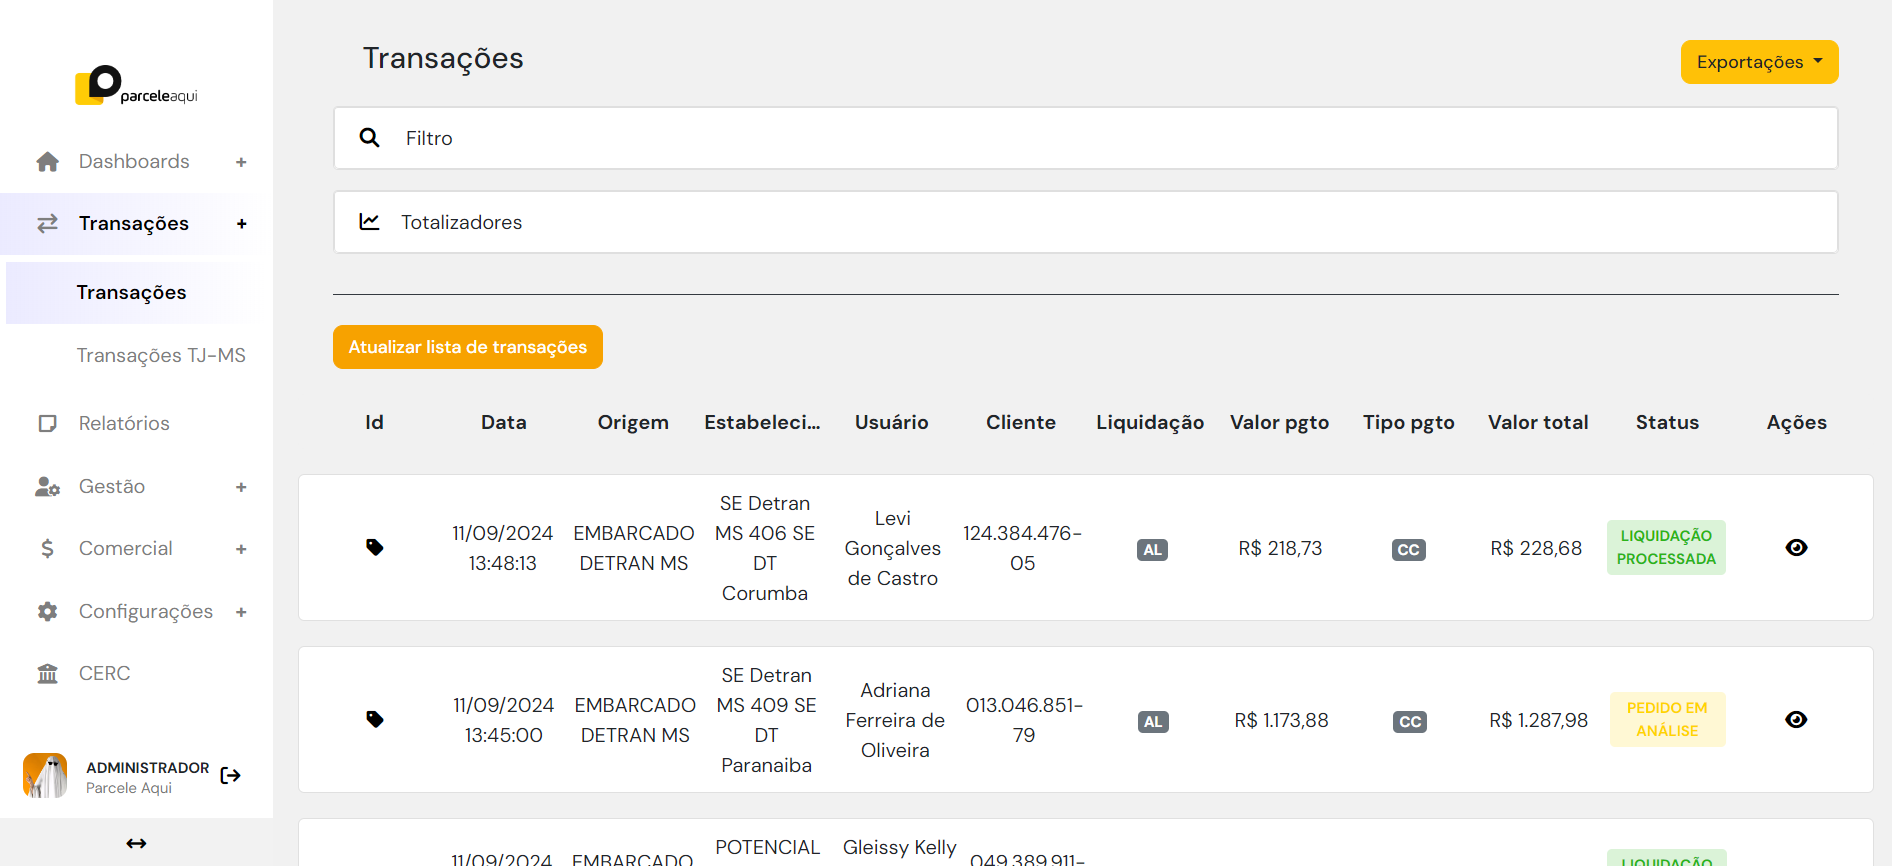 parceleaqui
Dashboards +
Transações +
Transações
Transações TJ-MS
Relatórios
Gestão +
Comercial +
Configurações +
CERC
ADMINISTRADOR
Parcele Aqui
Transações
Exportações
Filtro
Totalizadores
Atualizar lista de transações
Id Data Origem Estabeleci... Usuário Cliente Liquidação Valor pgto Tipo pgto Valor total Status Ações
11/09/2024
13:48:13
EMBARCADO
DETRAN MS
SE Detran
MS 406 SE
DT
Corumba
Levi
Gonçalves
de Castro
124.384.476-
05
AL
R$ 218,73
CC
R$ 228,68
LIQUIDAÇÃO
PROCESSADA
11/09/2024
13:45:00
EMBARCADO
DETRAN MS
SE Detran
MS 409 SE
DT
Paranaiba
Adriana
Ferreira de
Oliveira
013.046.851-
79
AL
R$ 1.173,88
CC
R$ 1.287,98
PEDIDO EM
ANÁLISE
11/09/2024
EMBARCADO
POTENCIAL
Gleissy Kelly
049.389.911-
LIQUIDAÇÃO